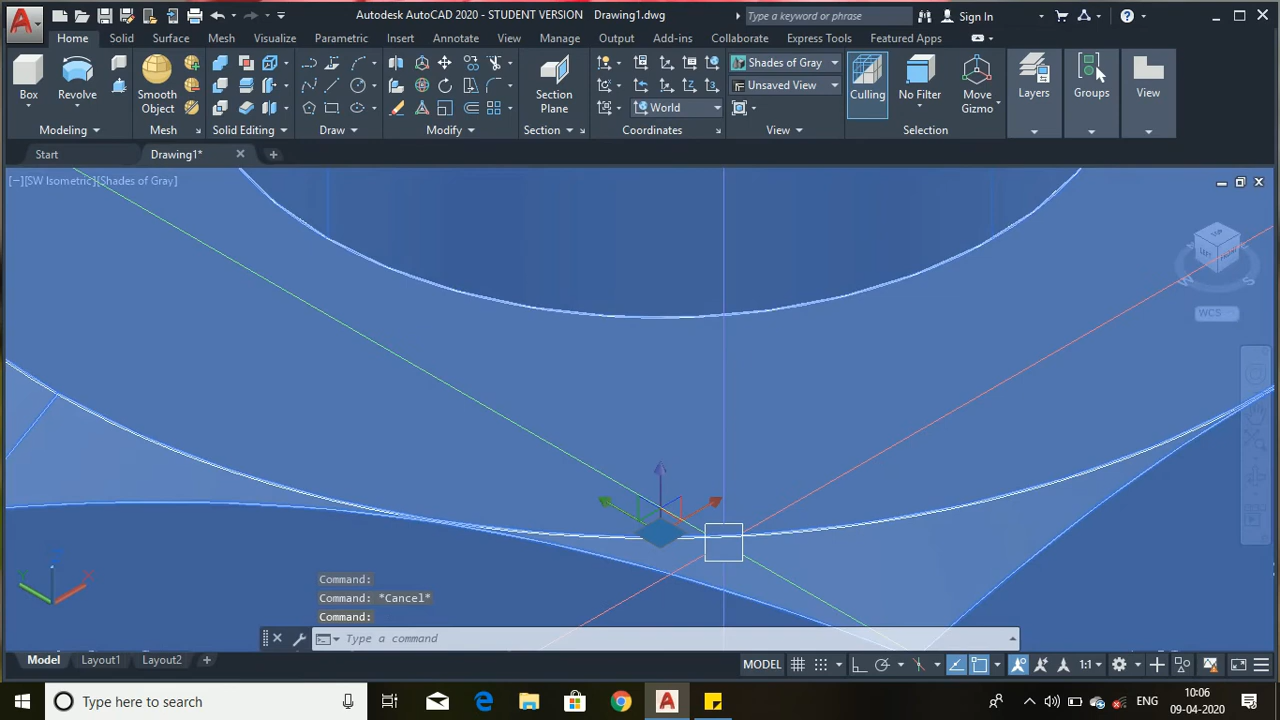 Autodesk AutoCAD 2020 - STUDENT VERSION Drawing1.dwg
Type a keyword or phrase
Sign In
Home Solid Surface Mesh Visualize Parametric Insert Annotate View Manage Output Add-ins Collaborate Express Tools Featured Apps
Shades of Gray
Unsaved View
World
Box
Revolve
Smooth Object
Section Plane
Culling
No Filter
Move Gizmo
Layers
Groups
View
Modeling
Mesh
Solid Editing
Draw
Modify
Section
Coordinates
View
Selection
Start
Drawing1*
[−][SW Isometric][Shades of Gray]
TOP
LEFT
FRONT
W
S
WCS
X
Command:
Command: *Cancel*
Command:
Type a command
Model Layout1 Layout2
MODEL
1:1
Type here to search
ENG
10:06
09-04-2020